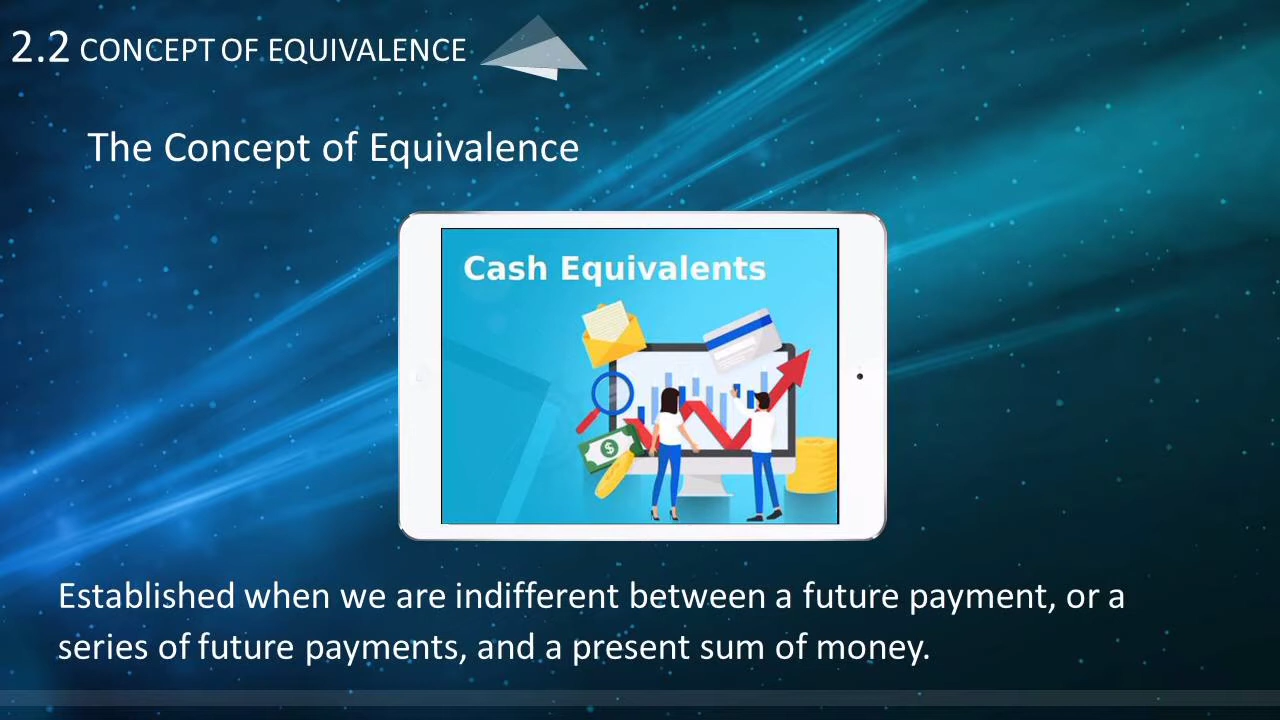 2.2 CONCEPT OF EQUIVALENCE
The Concept of Equivalence
Cash Equivalents
$
Established when we are indifferent between a future payment, or a
series of future payments, and a present sum of money.